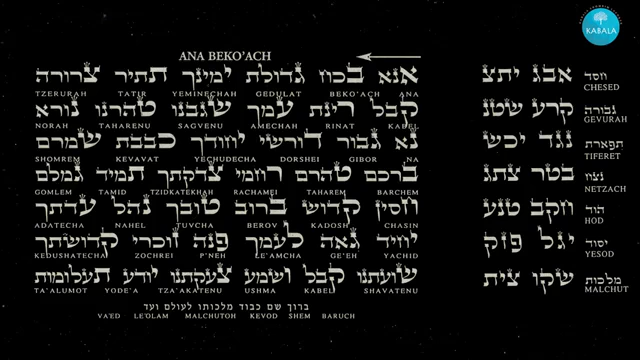 KABALA
ANA BEKO'ACH
אנא בכח גדולת ימינך תתיר צרורה
TZERURAH TATIR YEMINECHAH GEDULAT BEKO'ACH ANA
קבל רינת עמך שגבנו טהרנו נורא
NORAH TAHARENU SAGVENU AMECHAH RINAT KABEL
נא גבור דורשי יחודך כבבת שמרם
SHOMREM KEVAVAT YECHUDECHA DORSHEI GIBOR NA
ברכם טהרם רחמי צדקתך תמיד גמלם
GOMLEM TAMID TZIDKATEKHAH RACHAMEI TAHAREM BARCHEM
חסין קדוש ברוב טובך נהל עדתך
ADATECHA NAHEL TUVCHA BEROV KADOSH CHASIN
יחיד גאה לעמך פנה זוכרי קדושתך
KEDUSHATECHA ZOCHREI P'NEH LE'AMCHA GE'EH YACHID
שועתנו קבל ושמע צעקתנו יודע תעלומות
TA'ALUMOT YODE'A TZA'AKATENU USHMA KABEL SHAVATENU
ברוך שם כבוד מלכותו לעולם ועד
VA'ED LE'OLAM MALCHUTOH KEVOD SHEM BARUCH
אבג יתצ
קרע שטנ
נגד יכש
בטר צתג
חקב טנע
יגל פזק
שקו צית
חסד
CHESED
גבורה
GEVURAH
תפארת
TIFERET
נצח
NETZACH
הוד
HOD
יסוד
YESOD
מלכות
MALCHUT